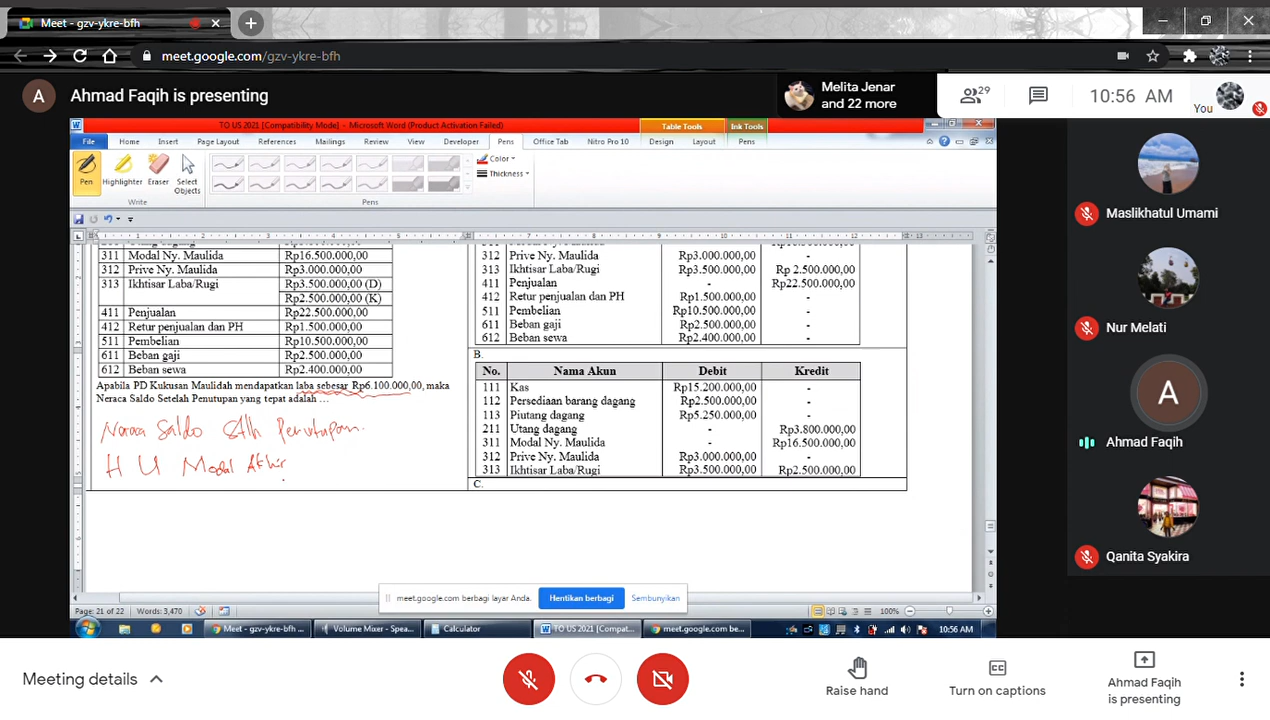 Meet - gzv-ykre-bfh
meet.google.com/gzv-ykre-bfh
A
Ahmad Faqih is presenting
Melita Jenar
and 22 more
29
10:56 AM
You
TO US 2021 [Compatibility Mode] - Microsoft Word (Product Activation Failed)
Table Tools
Ink Tools
File
Home
Insert
Page Layout
References
Mailings
Review
View
Developer
Pens
Office Tab
Nitro Pro 10
Design
Layout
Pens
Pen
Highlighter
Eraser
Select
Objects
Color
Thickness
Write
Pens
311 Modal Ny. Maulida Rp16.500.000,00
312 Prive Ny. Maulida Rp3.000.000,00
313 Ikhtisar Laba/Rugi Rp3.500.000,00 (D)
Rp2.500.000,00 (K)
411 Penjualan Rp22.500.000,00
412 Retur penjualan dan PH Rp1.500.000,00
511 Pembelian Rp10.500.000,00
611 Beban gaji Rp2.500.000,00
612 Beban sewa Rp2.400.000,00
Apabila PD Kukusan Maulidah mendapatkan laba sebesar Rp6.100.000,00, maka
Neraca Saldo Setelah Penutupan yang tepat adalah ...
Neraca Saldo Stlh Penutupan.
H U Modal Akhir
312 Prive Ny. Maulida Rp3.000.000,00 -
313 Ikhtisar Laba/Rugi Rp3.500.000,00 Rp 2.500.000,00
411 Penjualan - Rp22.500.000,00
412 Retur penjualan dan PH Rp1.500.000,00 -
511 Pembelian Rp10.500.000,00 -
611 Beban gaji Rp2.500.000,00 -
612 Beban sewa Rp2.400.000,00 -
B.
No. Nama Akun Debit Kredit
111 Kas Rp15.200.000,00 -
112 Persediaan barang dagang Rp2.500.000,00 -
113 Piutang dagang Rp5.250.000,00 -
211 Utang dagang - Rp3.800.000,00
311 Modal Ny. Maulida - Rp16.500.000,00
312 Prive Ny. Maulida Rp3.000.000,00 -
313 Ikhtisar Laba/Rugi Rp3.500.000,00 Rp2.500.000,00
C.
Maslikhatul Umami
Nur Melati
A
Ahmad Faqih
Qanita Syakira
meet.google.com berbagi layar Anda.
Hentikan berbagi
Sembunyikan
Page: 21 of 22
Words: 3,470
100%
Meet - gzv-ykre-bfh ...
Volume Mixer - Spea...
Calculator
TO US 2021 [Compat...
meet.google.com be...
10:56 AM
Meeting details
Raise hand
Turn on captions
Ahmad Faqih
is presenting